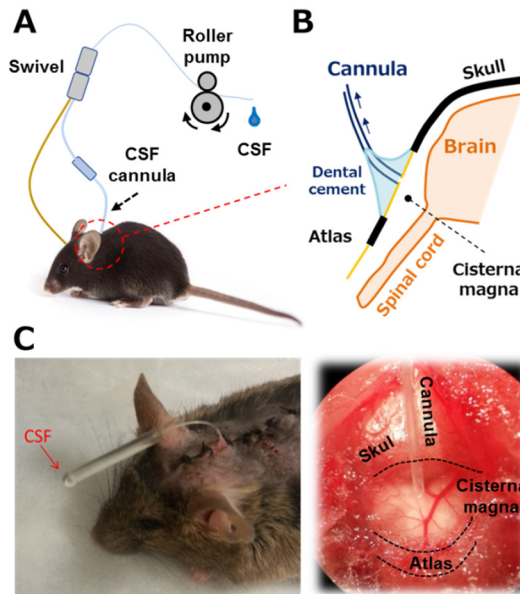 A
Roller
pump
Swivel
CSF
CSF
cannula
B
Cannula
Skull
Brain
Dental
cement
Atlas
Spinal cord
Cisterna
magna
C
CSF
Cannula
Skul
Cisterna
magna
Atlas